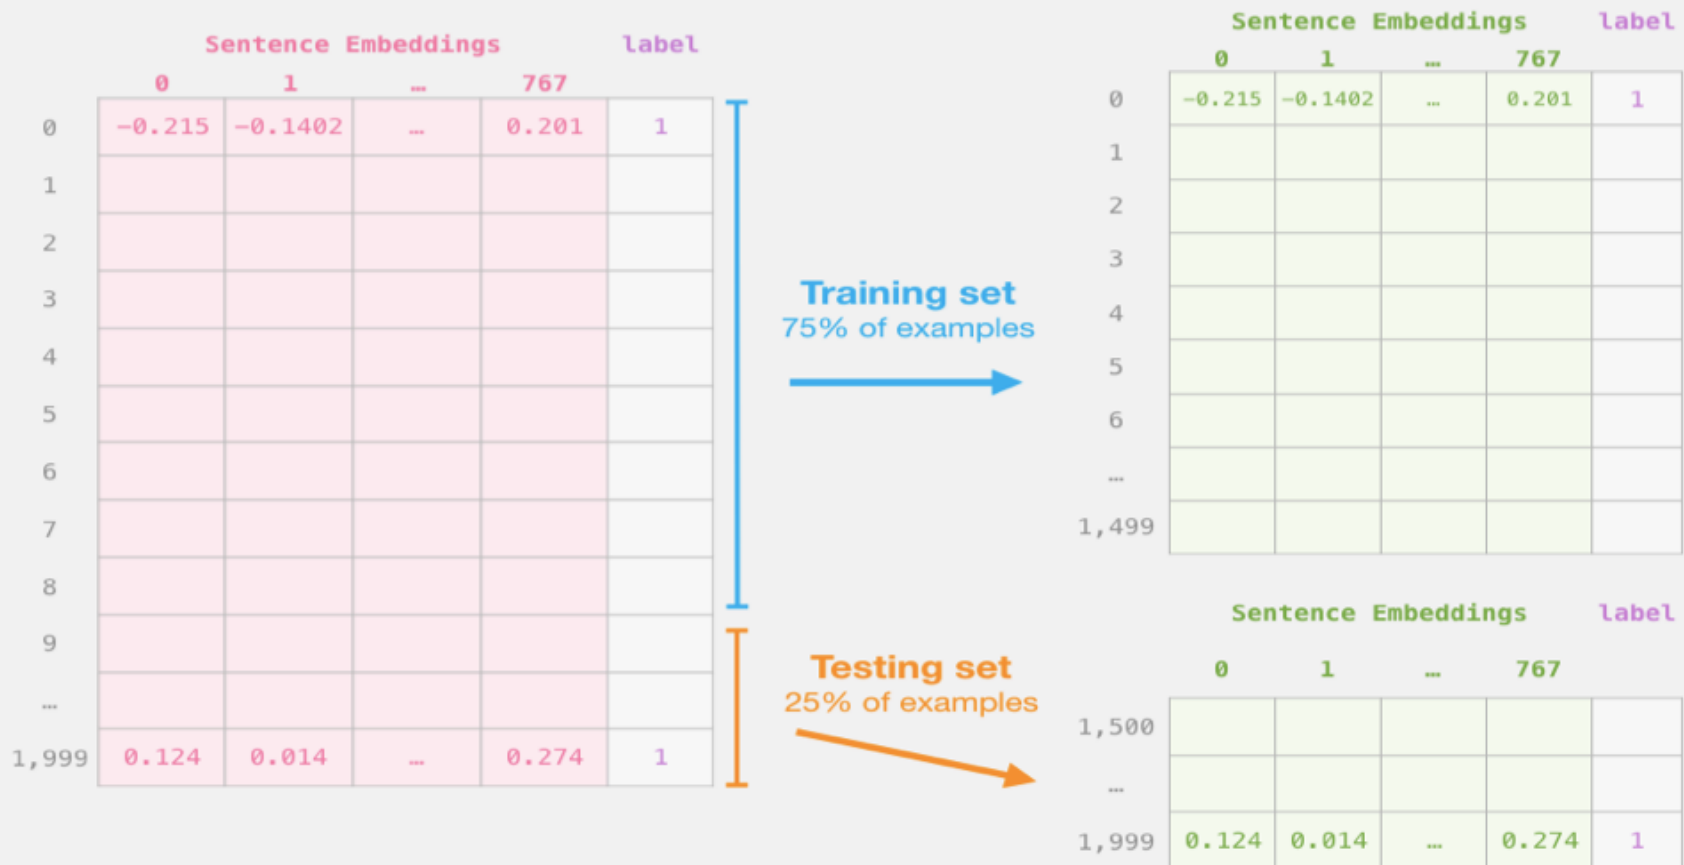 Sentence Embeddings label
0 1 … 767
0 −0.215 −0.1402 … 0.201 1
1
2
3
4
5
6
7
8
9
…
1,999 0.124 0.014 … 0.274 1
Training set
75% of examples
Testing set
25% of examples
Sentence Embeddings label
0 1 … 767
0 −0.215 −0.1402 … 0.201 1
1
2
3
4
5
6
…
1,499
Sentence Embeddings label
0 1 … 767
1,500
…
1,999 0.124 0.014 … 0.274 1